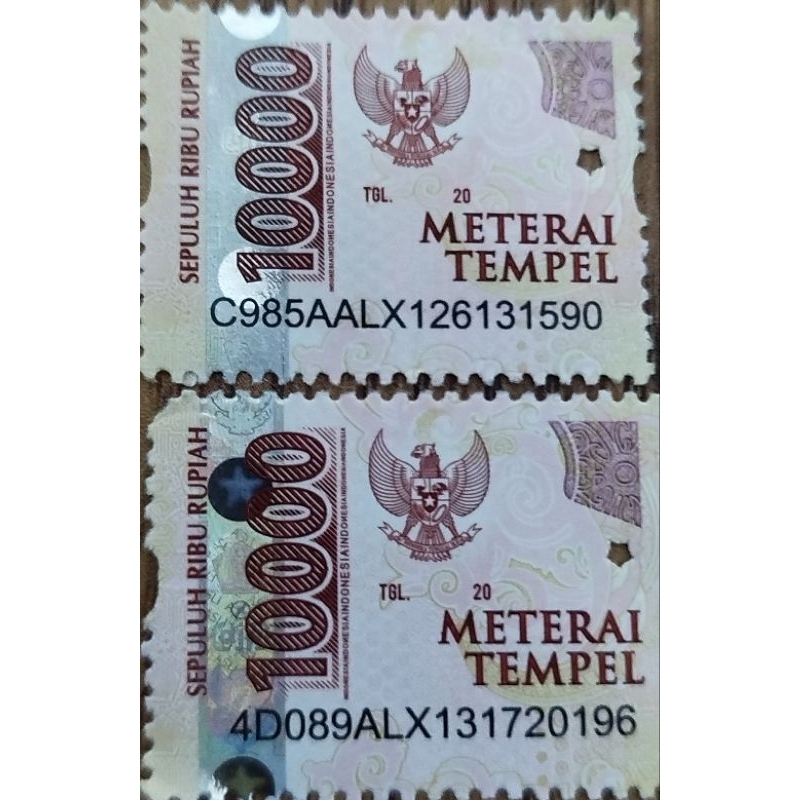 SEPULUH RIBU RUPIAH
10000
TGL. 20
METERAI
TEMPEL
C985AALX126131590
SEPULUH RIBU RUPIAH
10000
TGL. 20
METERAI
TEMPEL
4D089ALX131720196